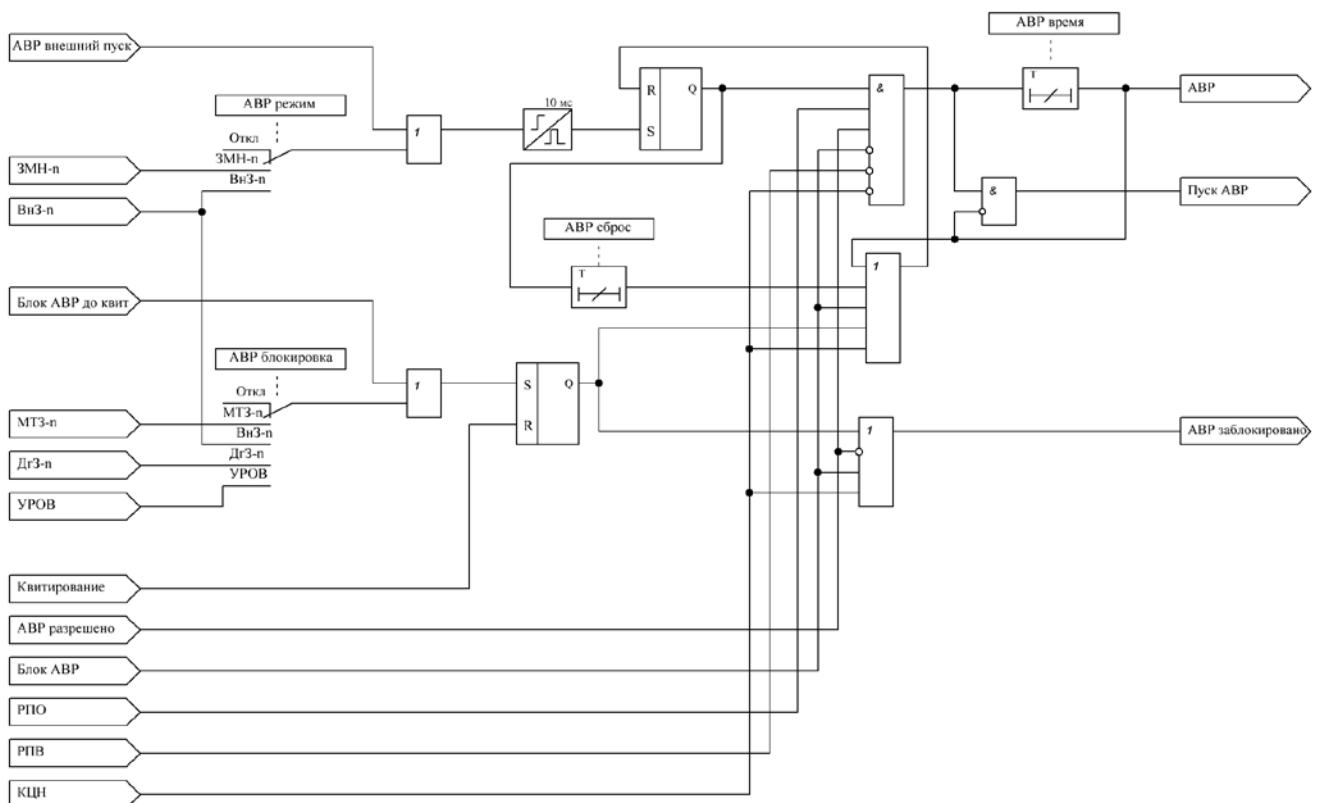 АВР внешний пуск
АВР режим
Откл
ЗМН-n
ВнЗ-n
ЗМН-n
ВнЗ-n
1
10 мс
R
S
Q
&
АВР время
T
АВР
&
Пуск АВР
АВР сброс
T
1
Блок АВР до квит
АВР блокировка
Откл
МТЗ-n
ВнЗ-n
ДгЗ-n
УРОВ
МТЗ-n
ДгЗ-n
УРОВ
1
S
R
Q
1
АВР заблокировано
Квитирование
АВР разрешено
Блок АВР
РПО
РПВ
КЦН